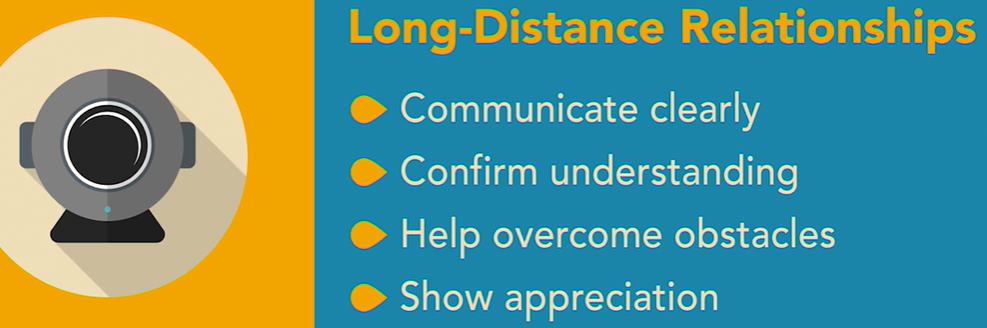 Long-Distance Relationships
Communicate clearly
Confirm understanding
Help overcome obstacles
Show appreciation